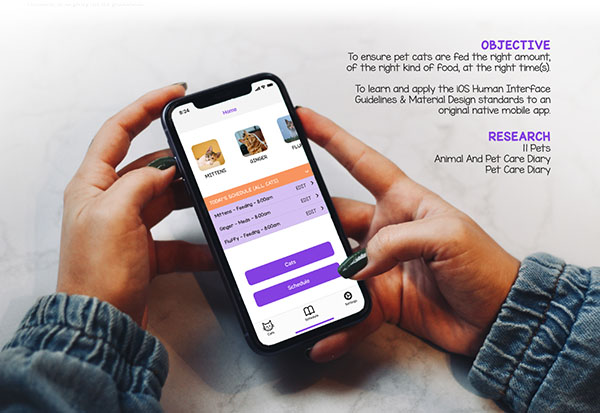 OBJECTIVE
To ensure pet cats are fed the right amount,
of the right kind of food, at the right time(s).
To learn and apply the iOS Human Interface
Guidelines & Material Design standards to an
original native mobile app.
RESEARCH
11 Pets
Animal And Pet Care Diary
Pet Care Diary
8:24
Home
MITTENS
GINGER
FLUF
TODAY'S SCHEDULE (ALL CATS)
Mittens - Feeding - 8:00am EDIT
Ginger - Meds - 8:00am EDIT
Fluffy - Feeding - 8:00am EDIT
Cats
Schedule
Cats
Schedule
Settings